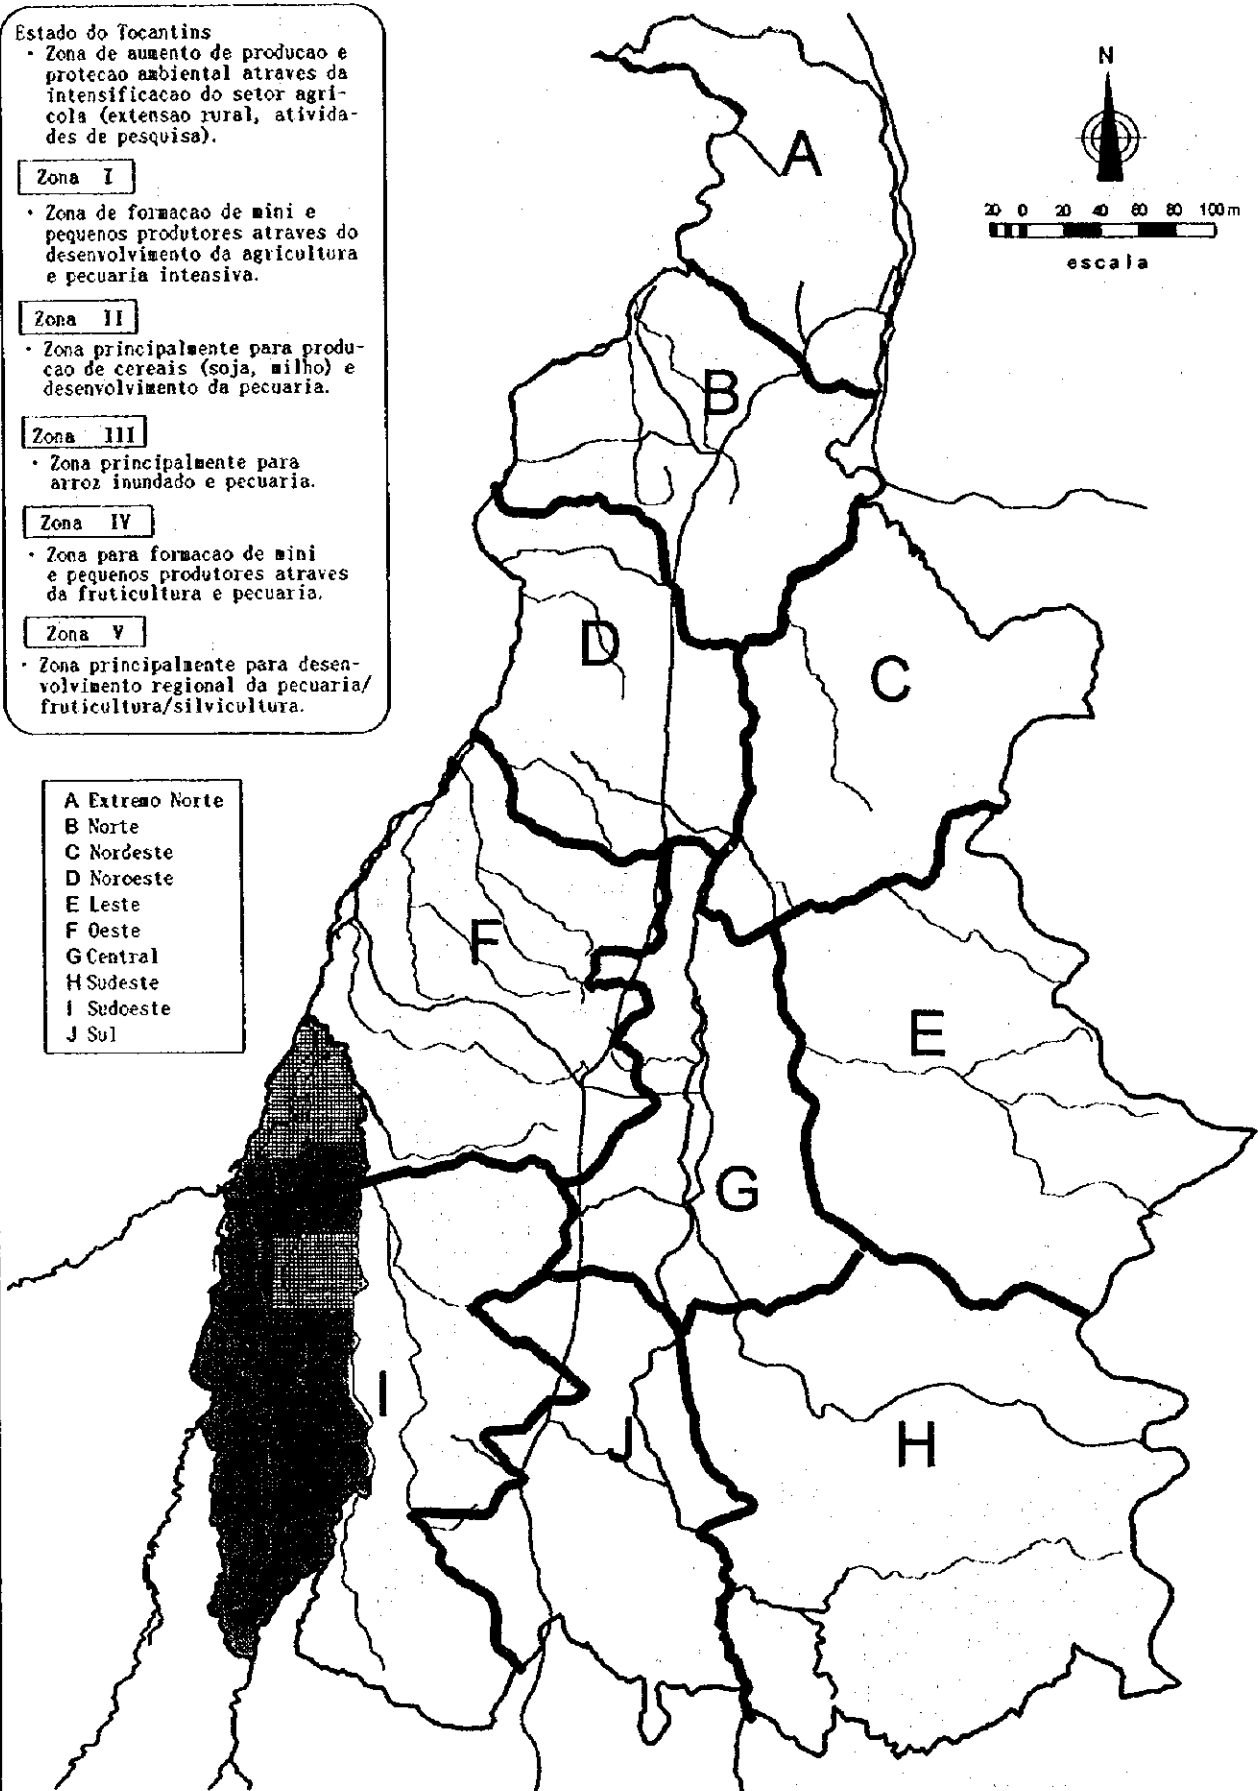 Estado do Tocantins
· Zona de aumento de producao e
protecao ambiental atraves da
intensificacao do setor agri-
cola (extensao rural, ativida-
des de pesquisa).
Zona I
· Zona de formacao de mini e
pequenos produtores atraves do
desenvolvimento da agricultura
e pecuaria intensiva.
Zona II
· Zona principalmente para produ-
cao de cereais (soja, milho) e
desenvolvimento da pecuaria.
Zona III
· Zona principalmente para
arroz inundado e pecuaria.
Zona IV
· Zona para formacao de mini
e pequenos produtores atraves
da fruticultura e pecuaria.
Zona V
· Zona principalmente para desen-
volvimento regional da pecuaria/
fruticultura/silvicultura.
A Extremo Norte
B Norte
C Nordeste
D Noroeste
E Leste
F Oeste
G Central
H Sudeste
I Sudoeste
J Sul
N
20 0 20 40 60 80 100m
escala
A
B
D
C
F
E
G
I
J
H